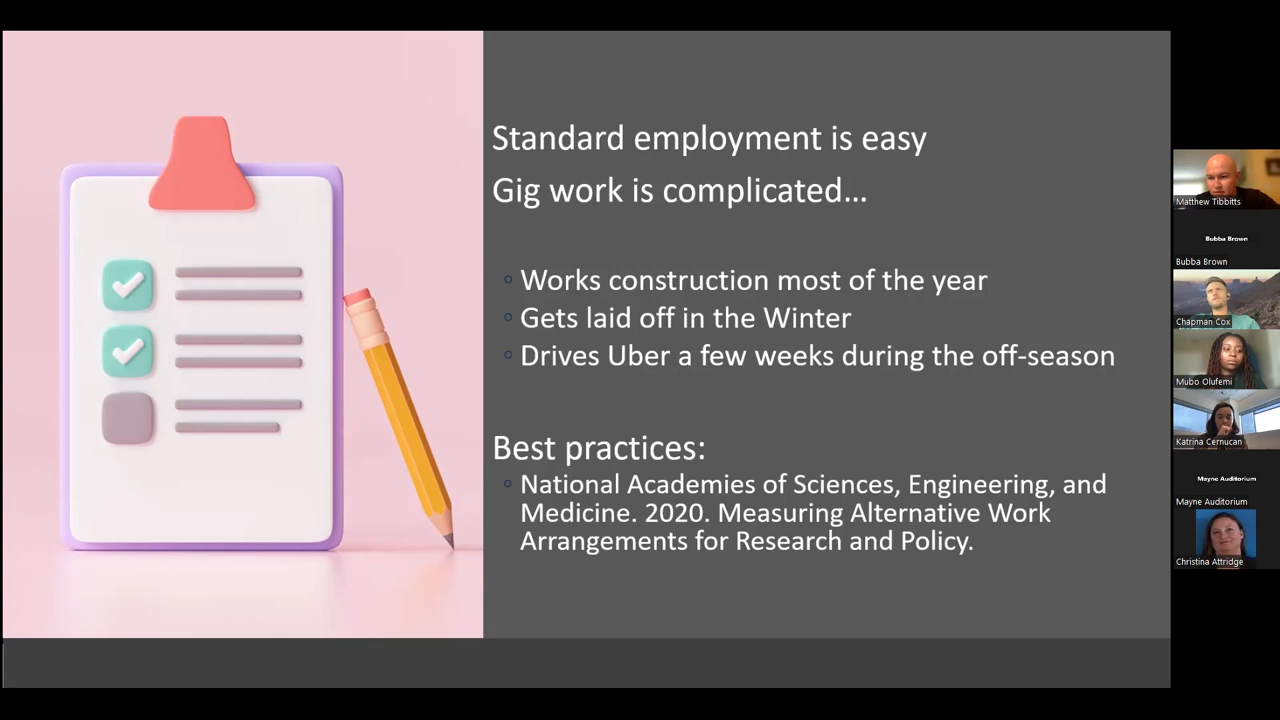 Standard employment is easy
Gig work is complicated...
Works construction most of the year
Gets laid off in the Winter
Drives Uber a few weeks during the off-season
Best practices:
National Academies of Sciences, Engineering, and
Medicine. 2020. Measuring Alternative Work
Arrangements for Research and Policy.
Matthew Tibbitts
Bubba Brown
Bubba Brown
Chapman Cox
Mubo Olufemi
Katrina Cernucan
Mayne Auditorium
Mayne Auditorium
Christina Attridge